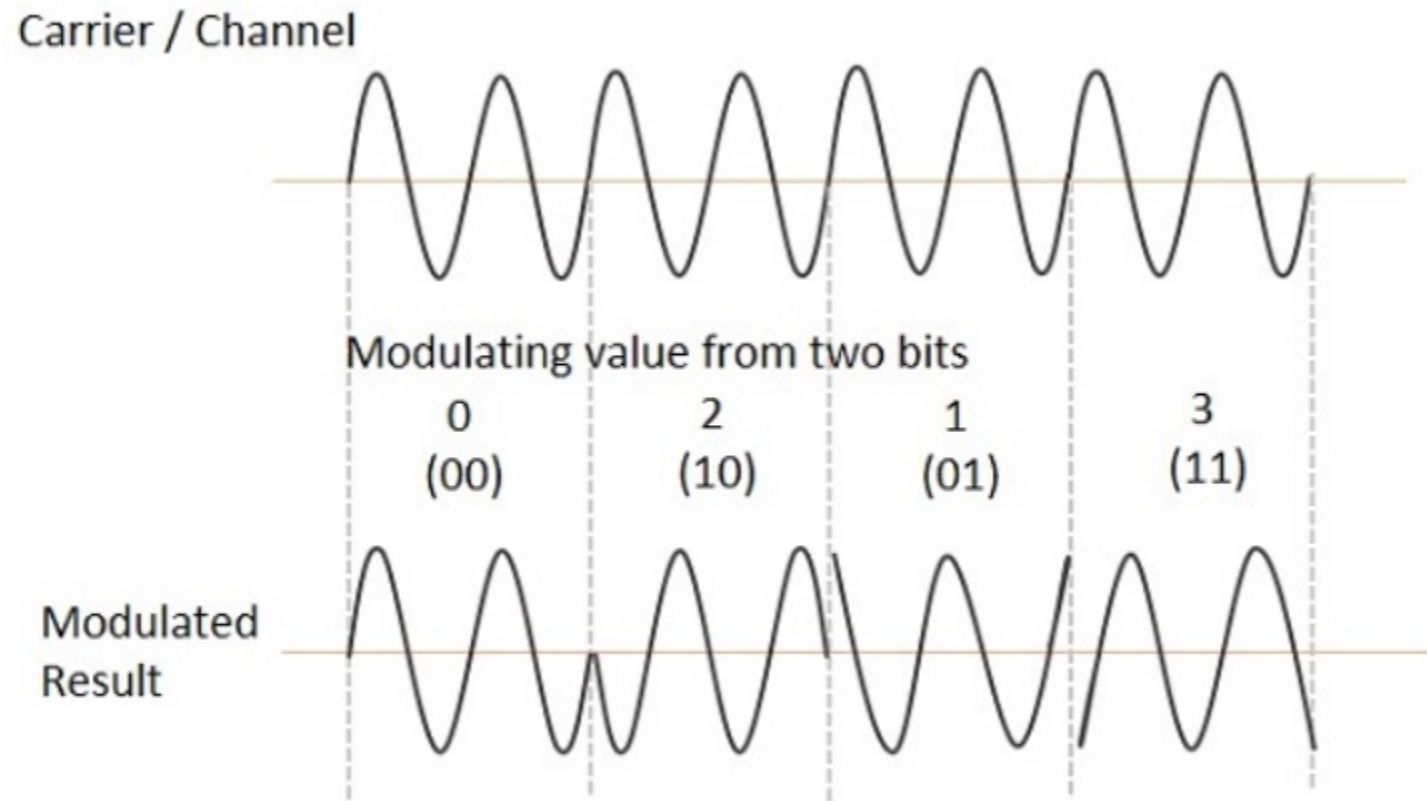 Carrier / Channel
Modulating value from two bits
0 2 1 3
(00) (10) (01) (11)
Modulated
Result